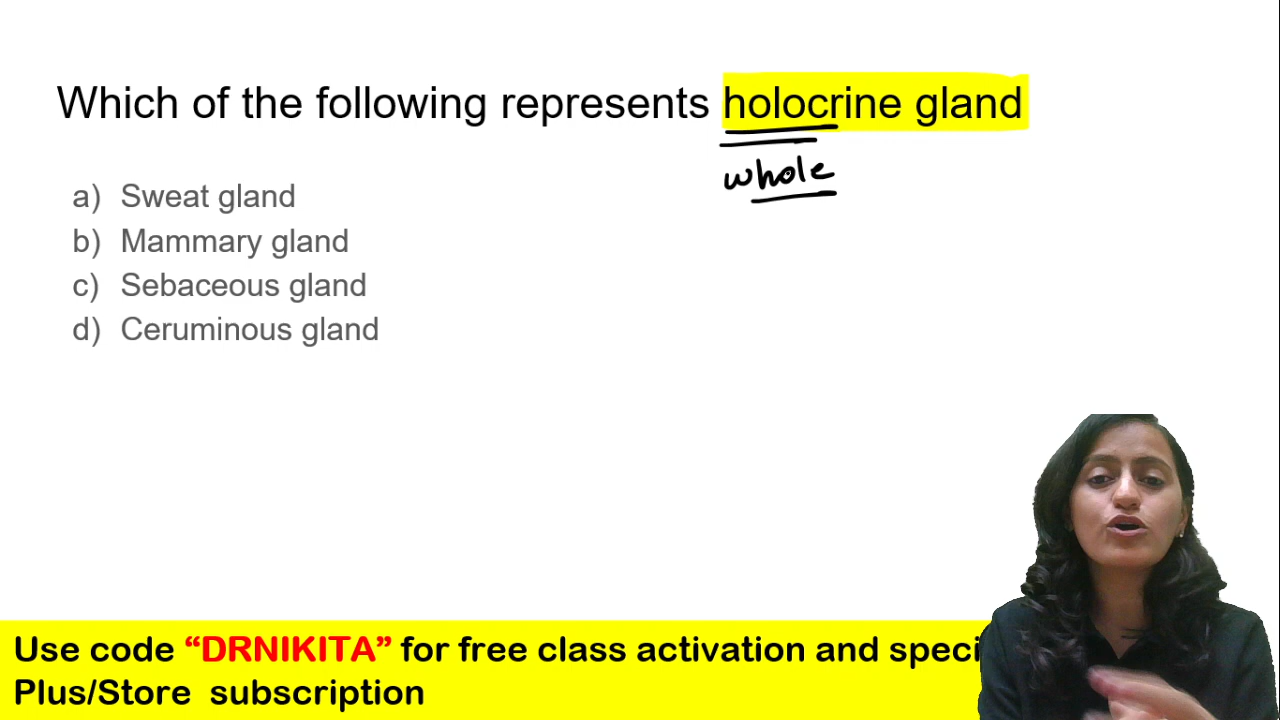 Which of the following represents holocrine gland
whole
a) Sweat gland
b) Mammary gland
c) Sebaceous gland
d) Ceruminous gland
Use code “DRNIKITA” for free class activation and speci
Plus/Store subscription